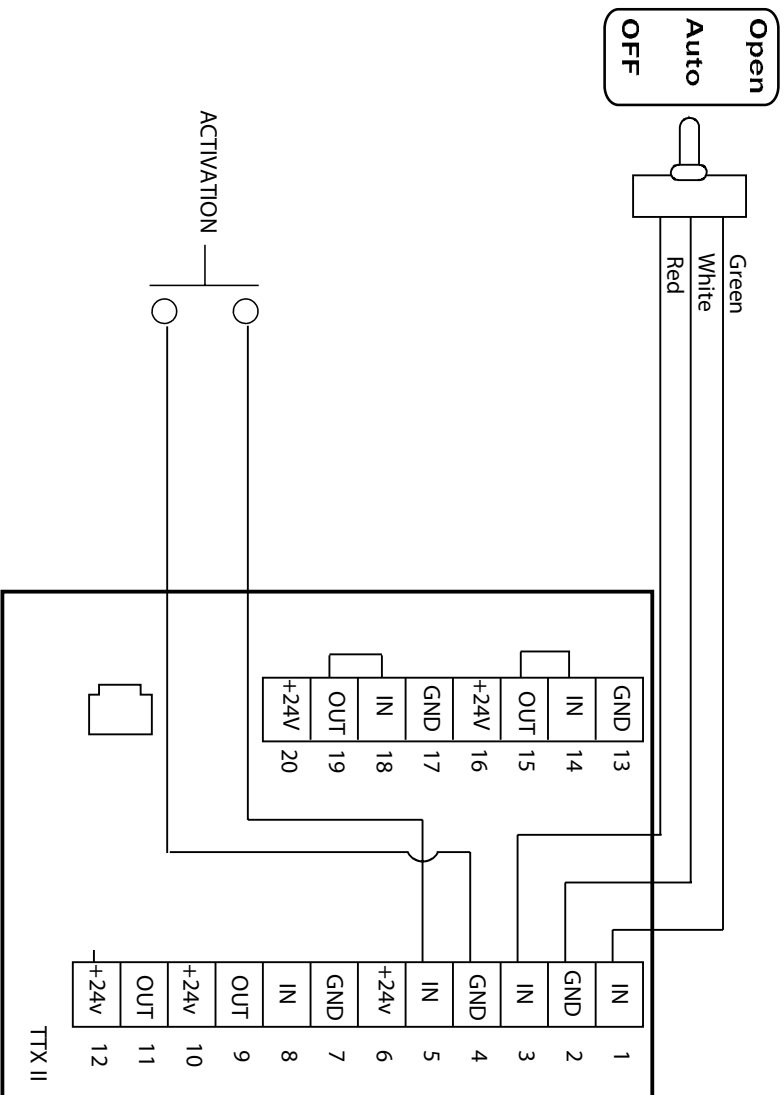 Open
Auto
OFF
Green
White
Red
ACTIVATION
GND 13
IN 14
OUT 15
+24V 16
GND 17
IN 18
OUT 19
+24V 20
IN 1
GND 2
IN 3
GND 4
IN 5
+24v 6
GND 7
IN 8
OUT 9
+24v 10
OUT 11
+24v 12
TTX II